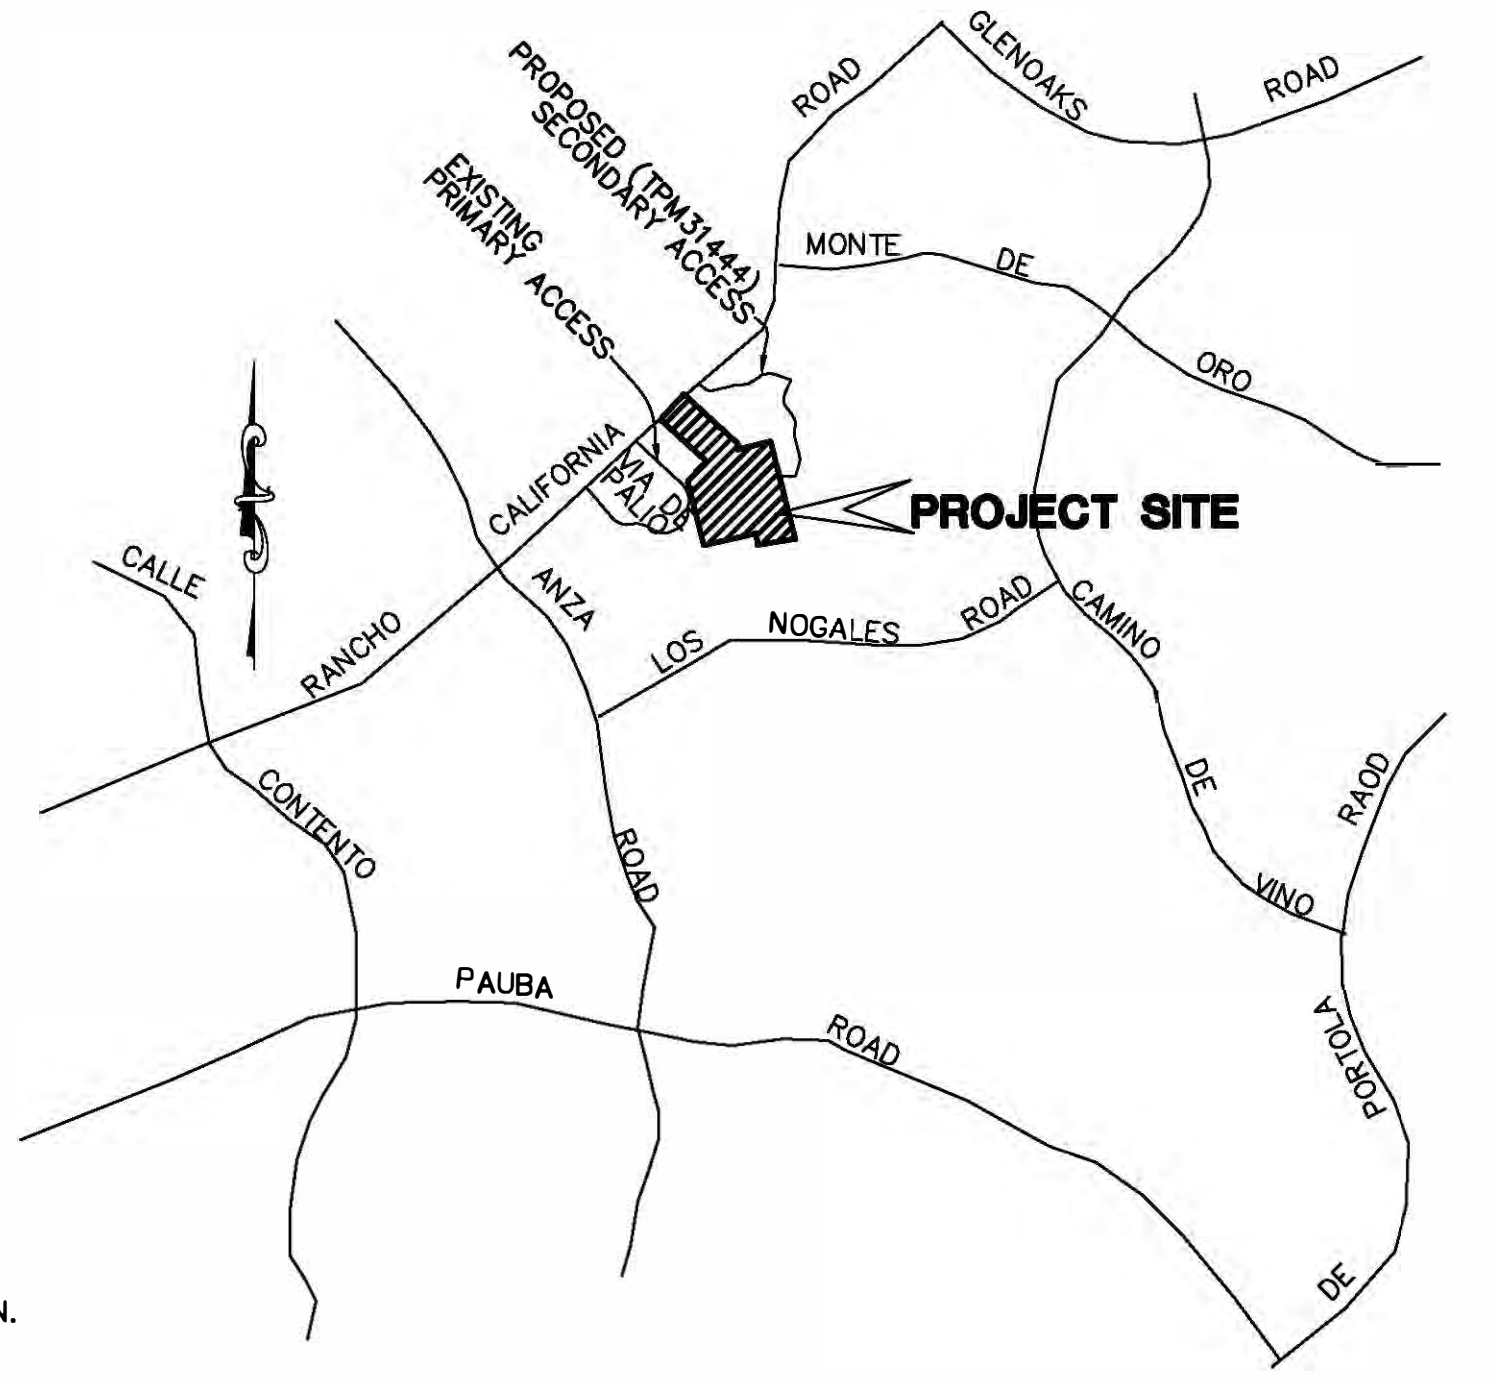 GLENOAKS ROAD
ROAD
PROPOSED (TPM31444)
SECONDARY ACCESS
EXISTING
PRIMARY ACCESS
MONTE DE ORO
RANCHO CALIFORNIA
VIA DE
PALIO
PROJECT SITE
CALLE CONTENTO
ANZA ROAD
LOS NOGALES ROAD
CAMINO DE VINO
RAOD
PORTOLA
DE
PAUBA ROAD
N.